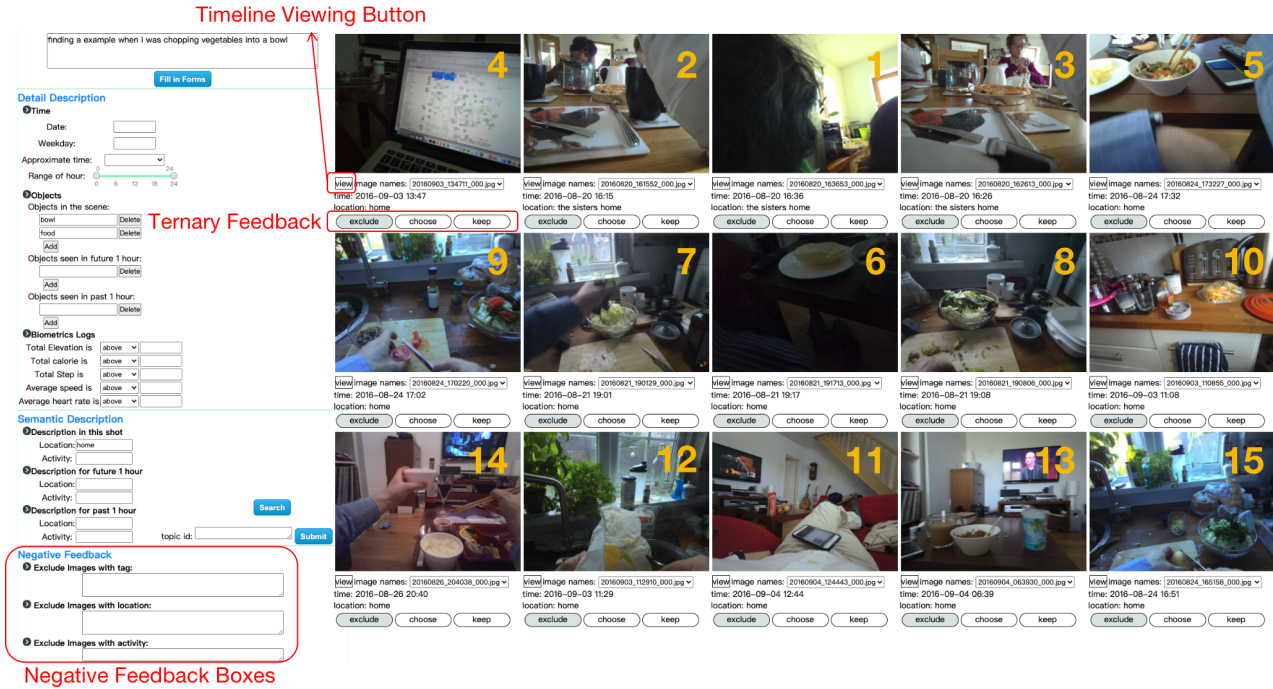 Timeline Viewing Button
finding a example when i was chopping vegetables into a bowl
Fill in Forms
Detail Description
Time
Date:
Weekday:
Approximate time:
Range of hour:
0 24
0 6 12 18 24
Objects
Objects in the scene:
bowl Delete
food Delete
Add
Objects seen in future 1 hour:
Delete
Add
Objects seen in past 1 hour:
Delete
Add
Biometrics Logs
Total Elevation is above
Total calorie is above
Total Step is above
Average speed is above
Average heart rate is above
Semantic Description
Description in this shot
Location: home
Activity:
Description for future 1 hour
Location:
Activity:
Description for past 1 hour
Location:
Activity:
Search
topic id: Submit
Negative Feedback
Exclude Images with tag:
Exclude Images with location:
Exclude Images with activity:
Negative Feedback Boxes
Ternary Feedback
4 2 1 3 5
view image names: 20160903_134711_000.jpg
time: 2016-09-03 13:47
location: home
exclude choose keep
view image names: 20160820_161552_000.jpg
time: 2016-08-20 16:15
location: the sisters home
exclude choose keep
view image names: 20160820_163653_000.jpg
time: 2016-08-20 16:36
location: the sisters home
exclude choose keep
view image names: 20160820_162613_000.jpg
time: 2016-08-20 16:26
location: the sisters home
exclude choose keep
view image names: 20160824_173227_000.jpg
time: 2016-08-24 17:32
location: home
exclude choose keep
9 7 6 8 10
view image names: 20160824_170220_000.jpg
time: 2016-08-24 17:02
location: home
exclude choose keep
view image names: 20160821_190129_000.jpg
time: 2016-08-21 19:01
location: home
exclude choose keep
view image names: 20160821_191713_000.jpg
time: 2016-08-21 19:17
location: home
exclude choose keep
view image names: 20160821_190806_000.jpg
time: 2016-08-21 19:08
location: home
exclude choose keep
view image names: 20160903_110855_000.jpg
time: 2016-09-03 11:08
location: home
exclude choose keep
14 12 11 13 15
view image names: 20160826_204038_000.jpg
time: 2016-08-26 20:40
location: home
exclude choose keep
view image names: 20160903_112910_000.jpg
time: 2016-09-03 11:29
location: home
exclude choose keep
view image names: 20160904_124443_000.jpg
time: 2016-09-04 12:44
location: home
exclude choose keep
view image names: 20160904_063930_000.jpg
time: 2016-09-04 06:39
location: home
exclude choose keep
view image names: 20160824_165158_000.jpg
time: 2016-08-24 16:51
location: home
exclude choose keep